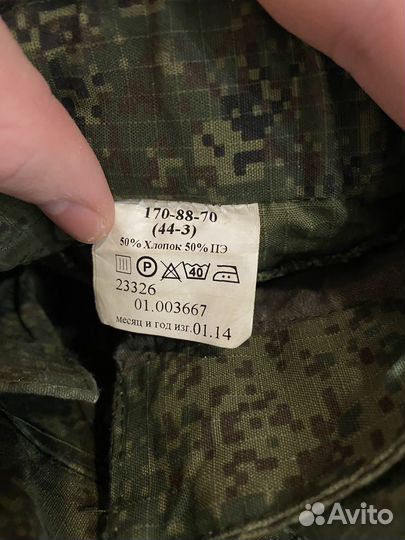 170-88-70
(44-3)
50% Хлопок 50% ПЭ
P 40
23326
01.003667
месяц и год изг. 01.14
Avito